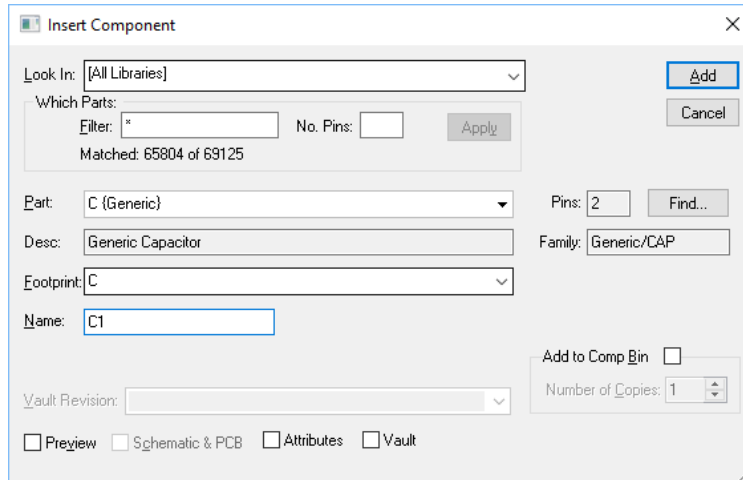 Insert Component
Look In: [All Libraries]
Add
Which Parts:
Filter: *
No. Pins:
Apply
Cancel
Matched: 65804 of 69125
Part: C {Generic}
Pins: 2
Find...
Desc: Generic Capacitor
Family: Generic/CAP
Footprint: C
Name: C1
Add to Comp Bin
Number of Copies: 1
Vault Revision:
Preview
Schematic & PCB
Attributes
Vault